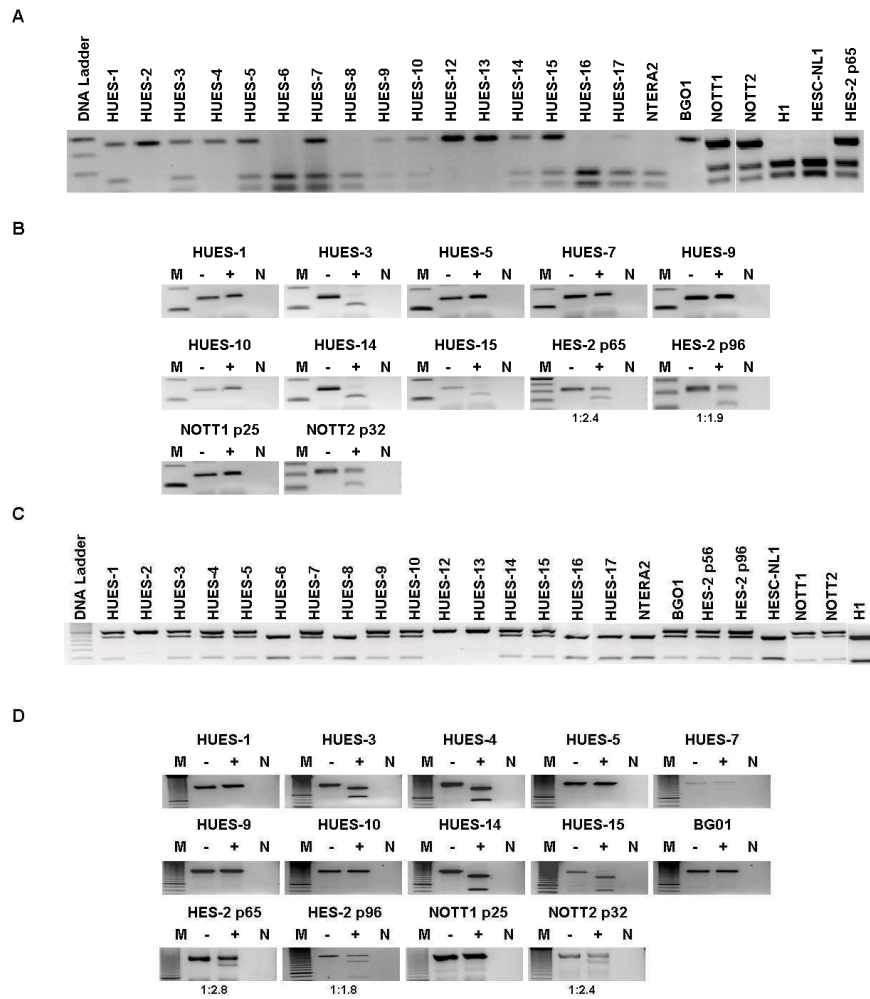 A
DNA Ladder HUES-1 HUES-2 HUES-3 HUES-4 HUES-5 HUES-6 HUES-7 HUES-8 HUES-9 HUES-10 HUES-12 HUES-13 HUES-14 HUES-15 HUES-16 HUES-17 NTERA2 BGO1 NOTT1 NOTT2 H1 HESC-NL1 HES-2 p65
B
HUES-1 HUES-3 HUES-5 HUES-7 HUES-9
M - + N M - + N M - + N M - + N M - + N
HUES-10 HUES-14 HUES-15 HES-2 p65 HES-2 p96
M - + N M - + N M - + N M - + N M - + N
1:2.4 1:1.9
NOTT1 p25 NOTT2 p32
M - + N M - + N
C
DNA Ladder HUES-1 HUES-2 HUES-3 HUES-4 HUES-5 HUES-6 HUES-7 HUES-8 HUES-9 HUES-10 HUES-12 HUES-13 HUES-14 HUES-15 HUES-16 HUES-17 NTERA2 BGO1 HES-2 p56 HES-2 p96 HESC-NL1 NOTT1 NOTT2 H1
D
HUES-1 HUES-3 HUES-4 HUES-5 HUES-7
M - + N M - + N M - + N M - + N M - + N
HUES-9 HUES-10 HUES-14 HUES-15 BG01
M - + N M - + N M - + N M - + N M - + N
HES-2 p65 HES-2 p96 NOTT1 p25 NOTT2 p32
M - + N M - + N M - + N M - + N
1:2.8 1:1.8 1:2.4